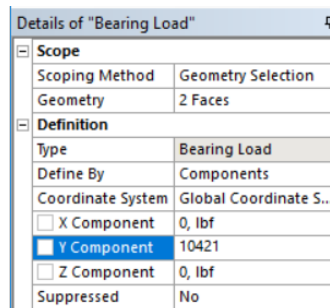 Details of "Bearing Load"
Scope
Scoping Method Geometry Selection
Geometry 2 Faces
Definition
Type Bearing Load
Define By Components
Coordinate System Global Coordinate S...
X Component 0, lbf
Y Component 10421
Z Component 0, lbf
Suppressed No